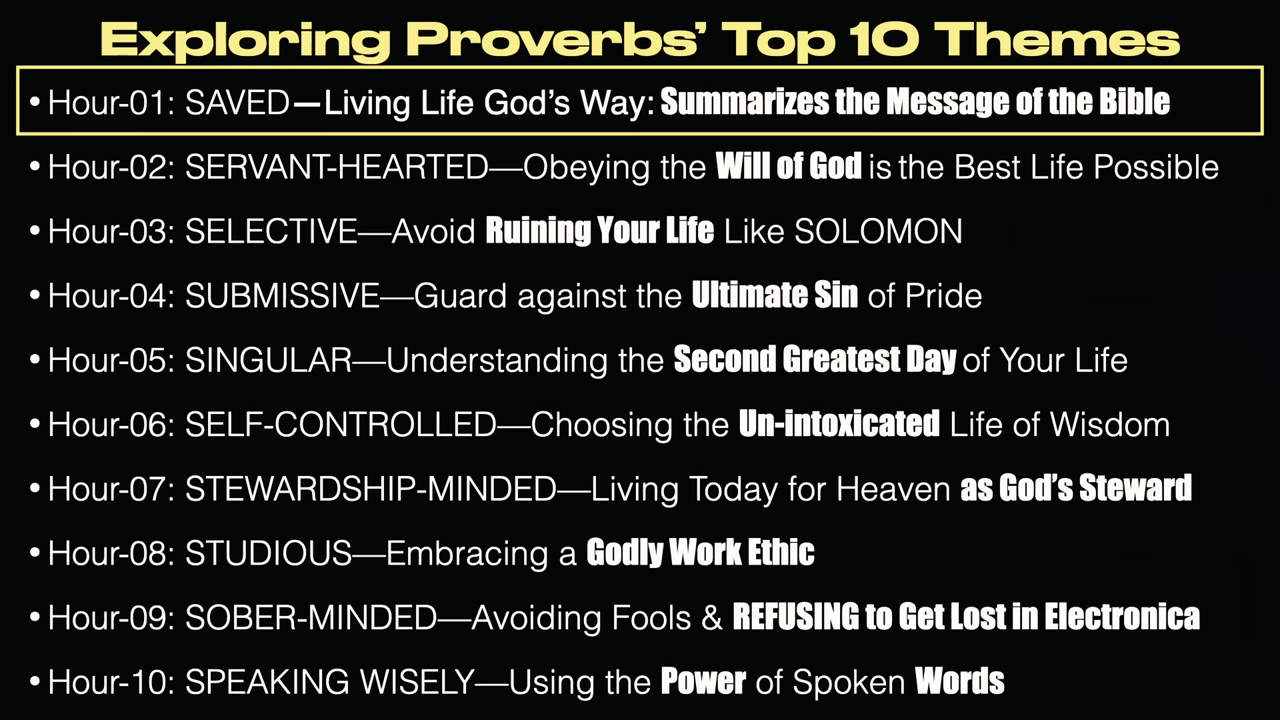 Exploring Proverbs’ Top 10 Themes
• Hour-01: SAVED—Living Life God’s Way: Summarizes the Message of the Bible
• Hour-02: SERVANT-HEARTED—Obeying the Will of God is the Best Life Possible
• Hour-03: SELECTIVE—Avoid Ruining Your Life Like SOLOMON
• Hour-04: SUBMISSIVE—Guard against the Ultimate Sin of Pride
• Hour-05: SINGULAR—Understanding the Second Greatest Day of Your Life
• Hour-06: SELF-CONTROLLED—Choosing the Un-intoxicated Life of Wisdom
• Hour-07: STEWARDSHIP-MINDED—Living Today for Heaven as God’s Steward
• Hour-08: STUDIOUS—Embracing a Godly Work Ethic
• Hour-09: SOBER-MINDED—Avoiding Fools & REFUSING to Get Lost in Electronica
• Hour-10: SPEAKING WISELY—Using the Power of Spoken Words